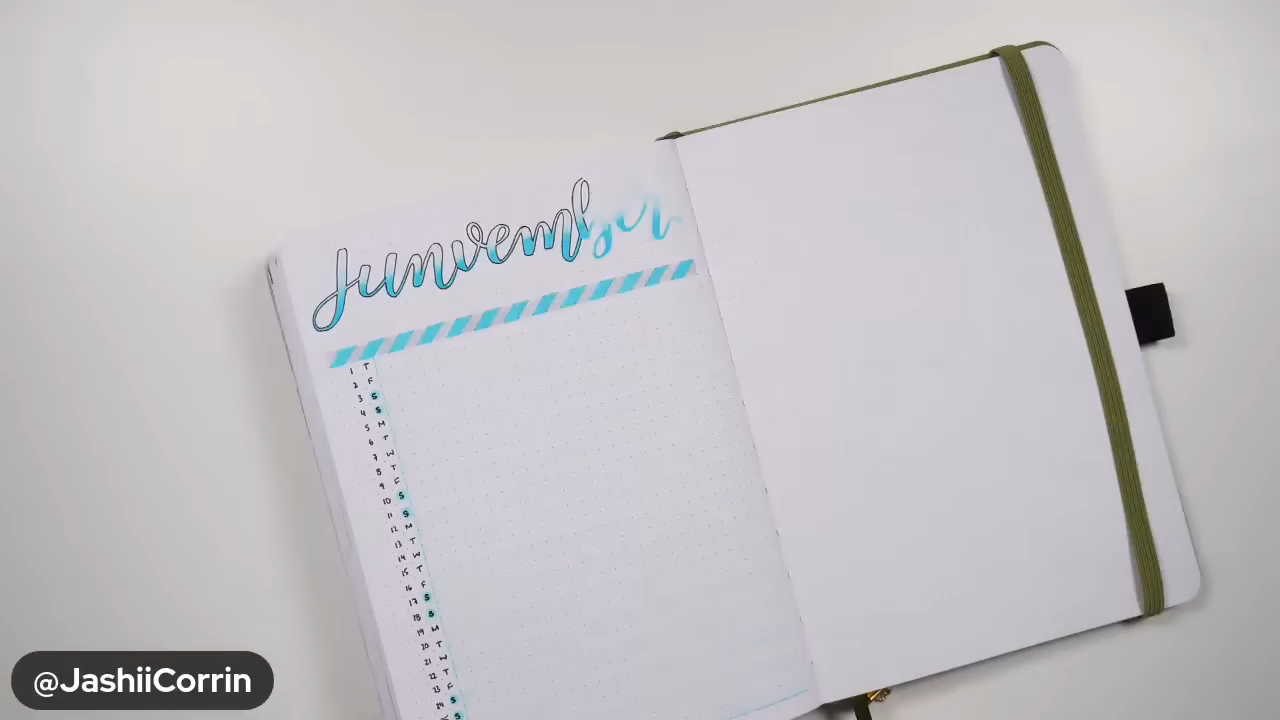 Junvember
1 T
2 F
3 S
4 S
5 M
6 T
7 W
8 T
9 F
10 S
11 S
12 M
13 T
14 W
15 T
16 F
17 S
18 S
19 M
20 T
21 W
22 T
23 F
24 S
S
@JashiiCorrin